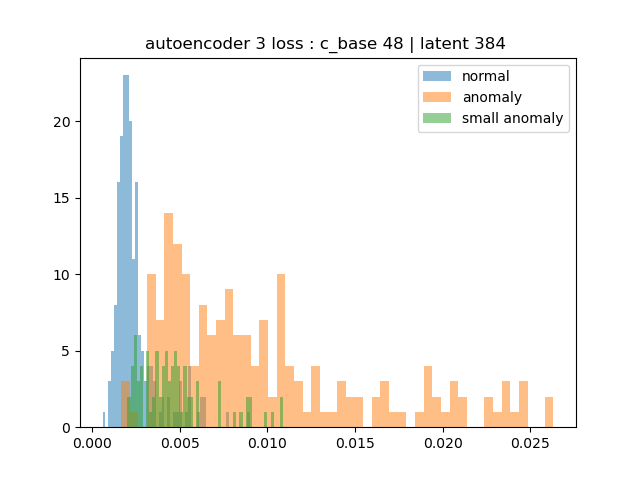 autoencoder 3 loss : c_base 48 | latent 384
normal
anomaly
small anomaly
20
15
10
5
0
0.000 0.005 0.010 0.015 0.020 0.025